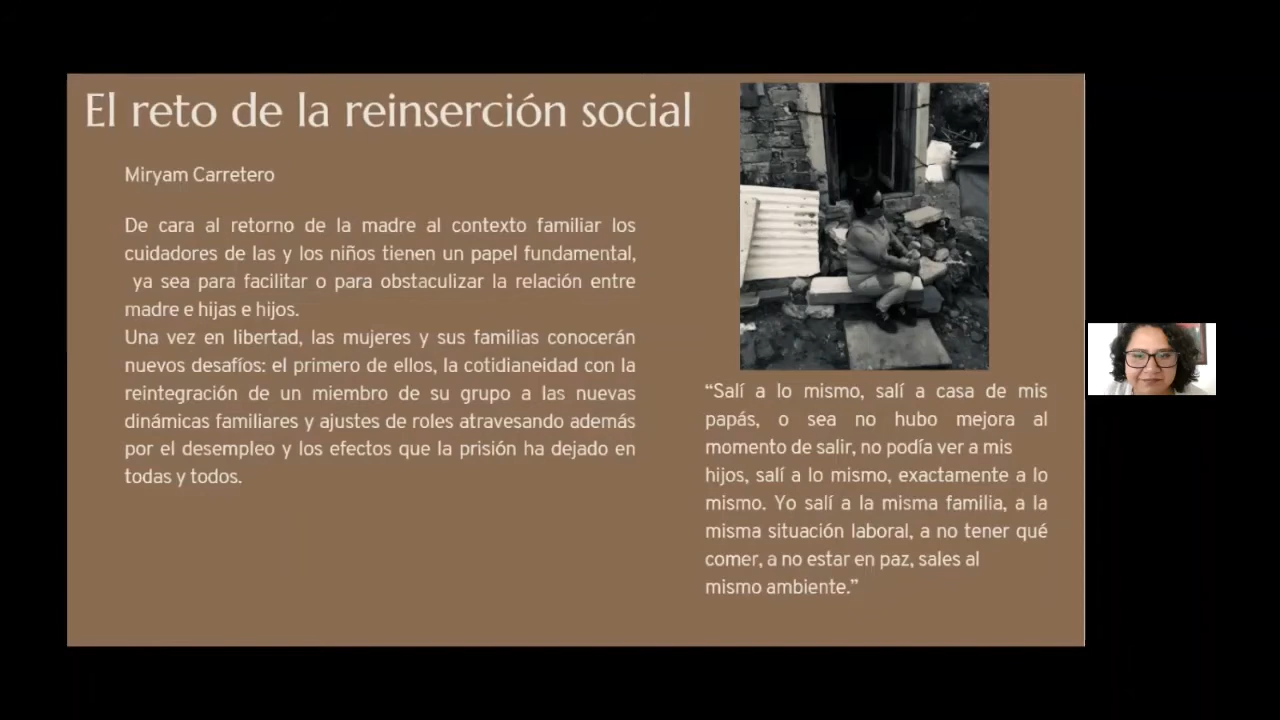 El reto de la reinserción social
Miryam Carretero
De cara al retorno de la madre al contexto familiar los
cuidadores de las y los niños tienen un papel fundamental,
ya sea para facilitar o para obstaculizar la relación entre
madre e hijas e hijos.
Una vez en libertad, las mujeres y sus familias conocerán
nuevos desafíos: el primero de ellos, la cotidianeidad con la
reintegración de un miembro de su grupo a las nuevas
dinámicas familiares y ajustes de roles atravesando además
por el desempleo y los efectos que la prisión ha dejado en
todas y todos.
“Salí a lo mismo, salí a casa de mis
papás, o sea no hubo mejora al
momento de salir, no podía ver a mis
hijos, salí a lo mismo, exactamente a lo
mismo. Yo salí a la misma familia, a la
misma situación laboral, a no tener qué
comer, a no estar en paz, sales al
mismo ambiente.”